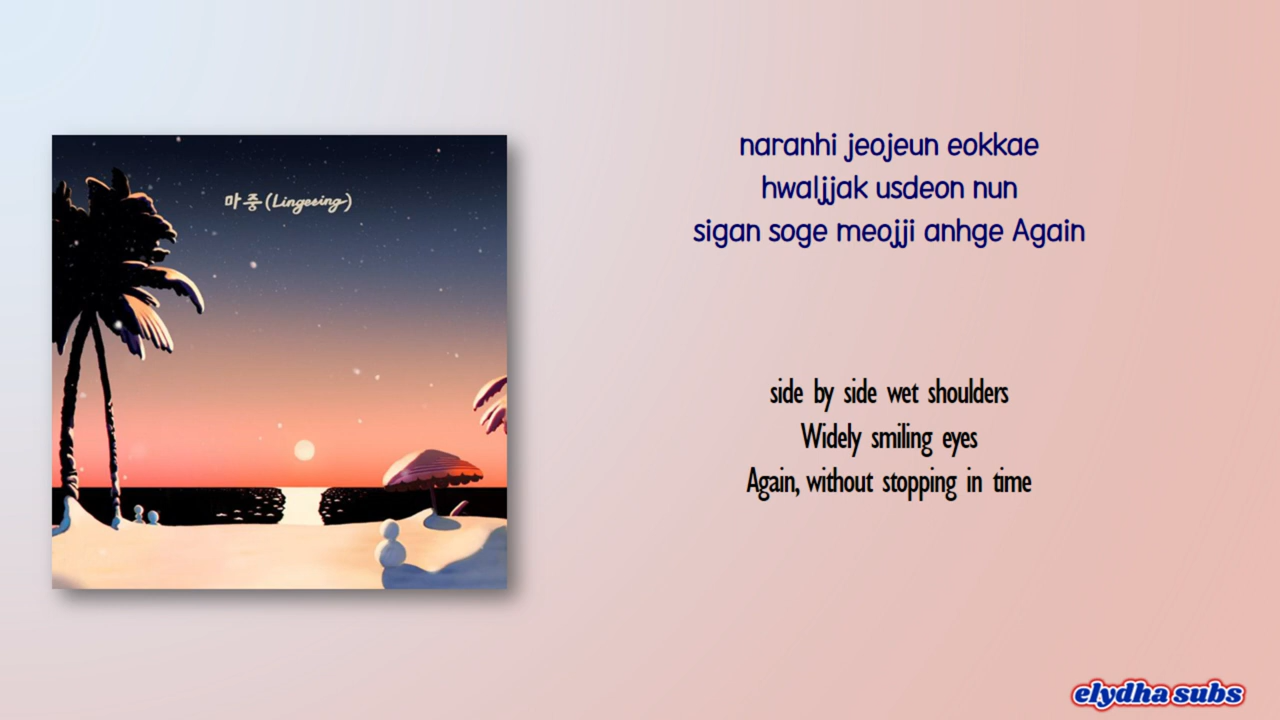 마중(Lingering)
naranhi jeojeun eokkae
hwaljjak usdeon nun
sigan soge meojji anhge Again
side by side wet shoulders
Widely smiling eyes
Again, without stopping in time
elydha subs